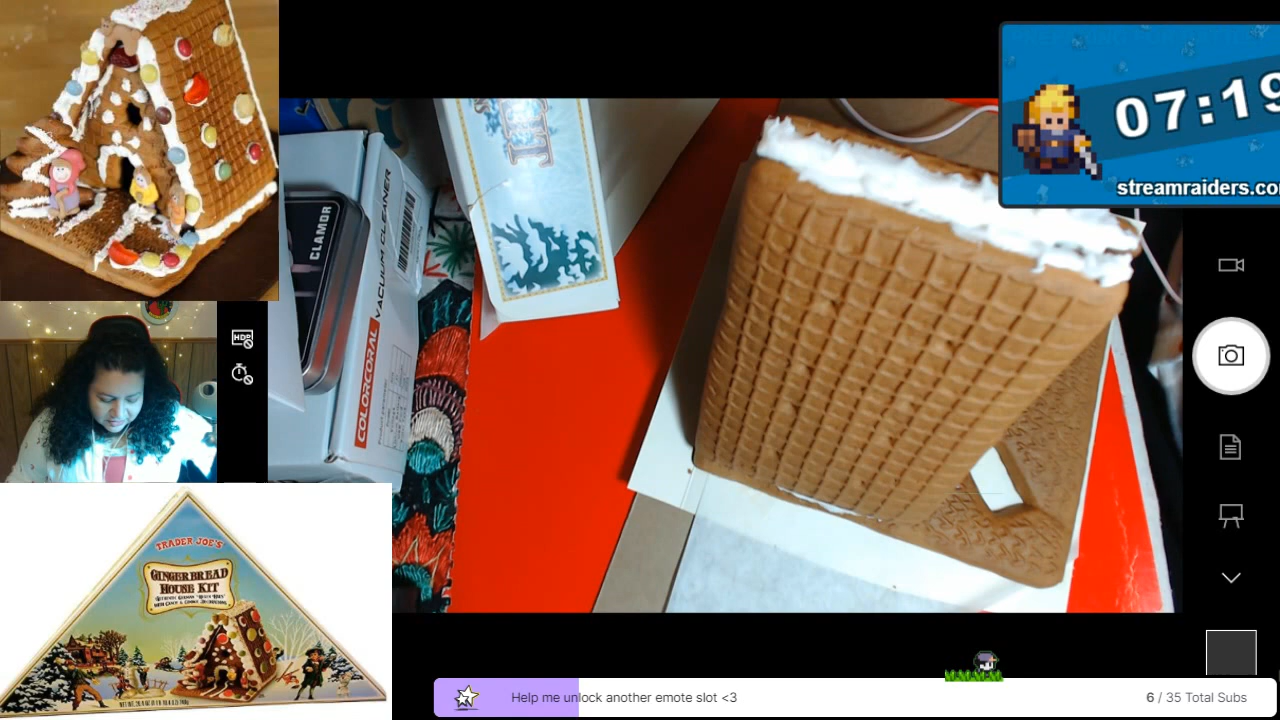 07:19
streamraiders.co
CLAMOR
COLORCORAL VACUUM CLEANER
HDR
TRADER JOE'S
GINGERBREAD
HOUSE KIT
Help me unlock another emote slot <3
6 / 35 Total Subs